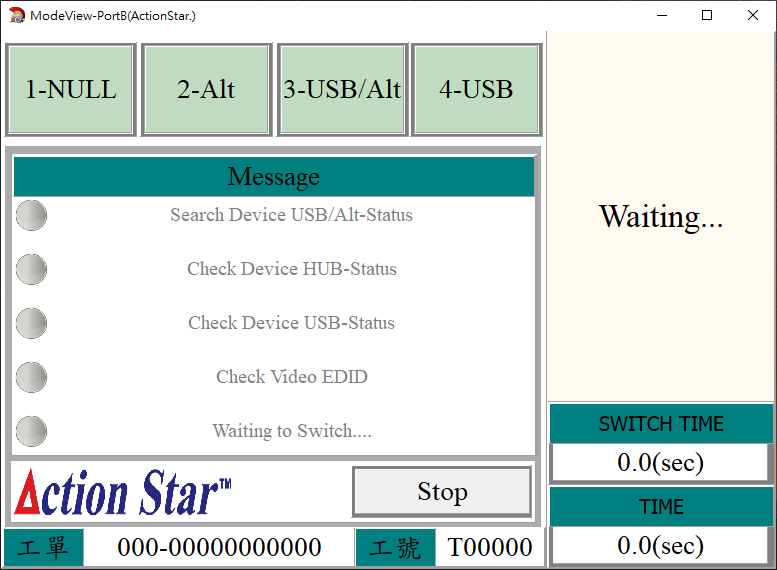 ModeView-PortB(ActionStar.)
1-NULL
2-Alt
3-USB/Alt
4-USB
Message
Search Device USB/Alt-Status
Check Device HUB-Status
Check Device USB-Status
Check Video EDID
Waiting to Switch....
Action Star™
Stop
工單
000-00000000000
工號
T00000
Waiting...
SWITCH TIME
0.0(sec)
TIME
0.0(sec)